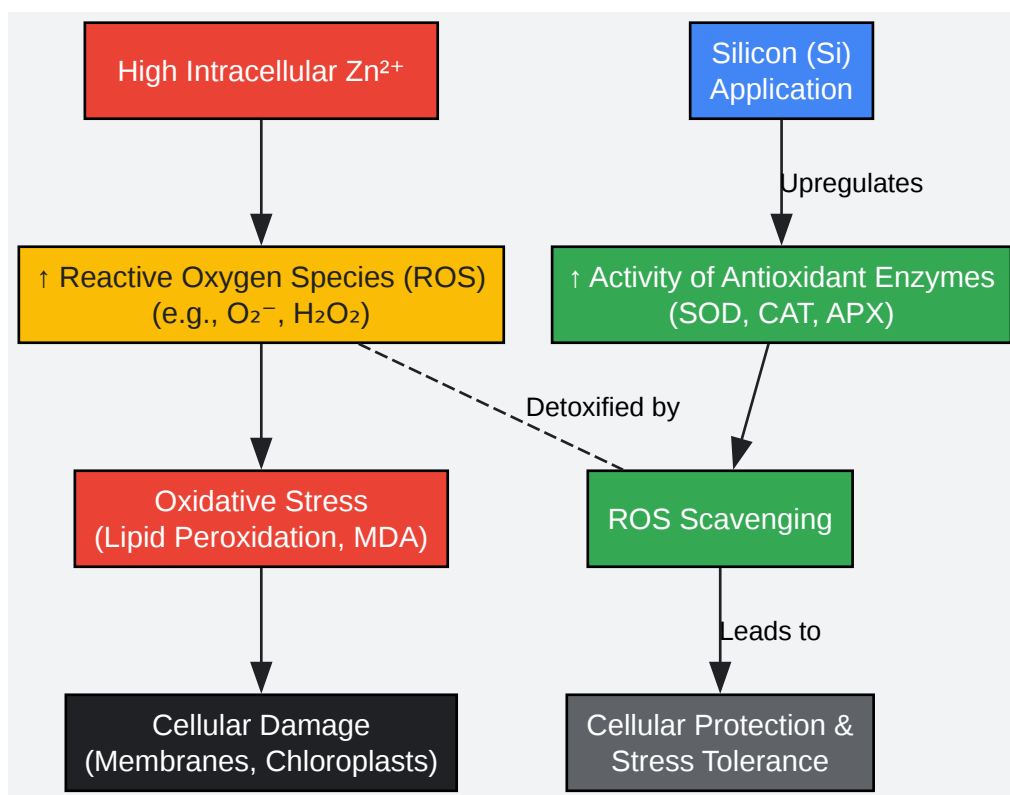 High Intracellular Zn²⁺
Silicon (Si)
Application
Upregulates
↑ Reactive Oxygen Species (ROS)
(e.g., O₂⁻, H₂O₂)
↑ Activity of Antioxidant Enzymes
(SOD, CAT, APX)
Detoxified by
Oxidative Stress
(Lipid Peroxidation, MDA)
ROS Scavenging
Leads to
Cellular Damage
(Membranes, Chloroplasts)
Cellular Protection &
Stress Tolerance